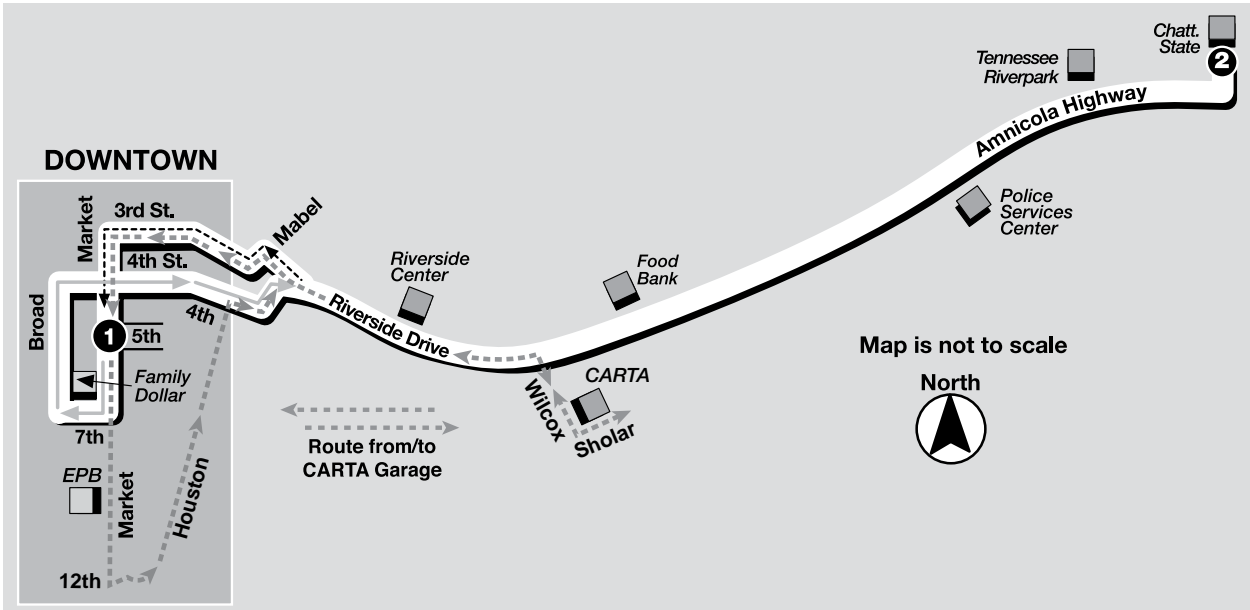 Chatt.
State
2
Tennessee
Riverpark
Amnicola Highway
DOWNTOWN
Market
3rd St.
Mabel
4th St.
Police
Services
Center
Riverside
Center
Food
Bank
Broad
4th
Riverside Drive
1
5th
Map is not to scale
Family
Dollar
CARTA
North
Wilcox
Sholar
7th
Route from/to
CARTA Garage
EPB
Market
Houston
12th